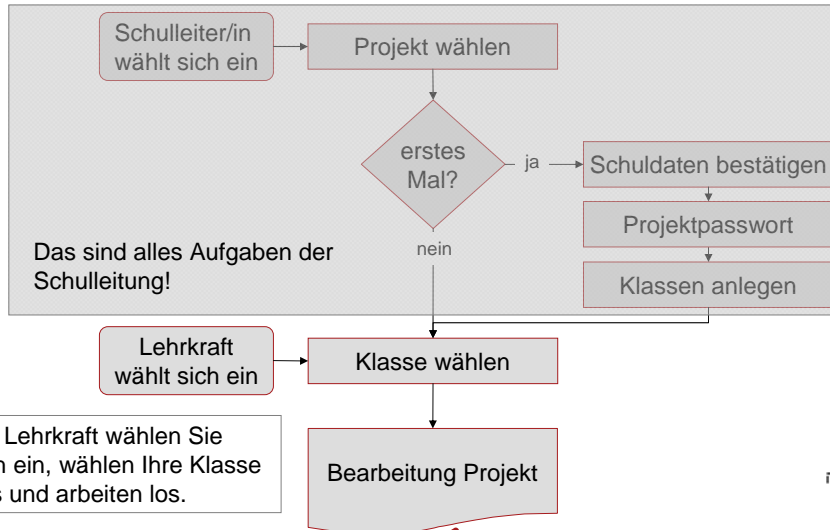 Schulleiter/in
wählt sich ein
Projekt wählen
erstes
Mal?
ja
Schuldaten bestätigen
Projektpasswort
Klassen anlegen
nein
Das sind alles Aufgaben der
Schulleitung!
Lehrkraft
wählt sich ein
Klasse wählen
Lehrkraft wählen Sie
ein, wählen Ihre Klasse
und arbeiten los.
Bearbeitung Projekt